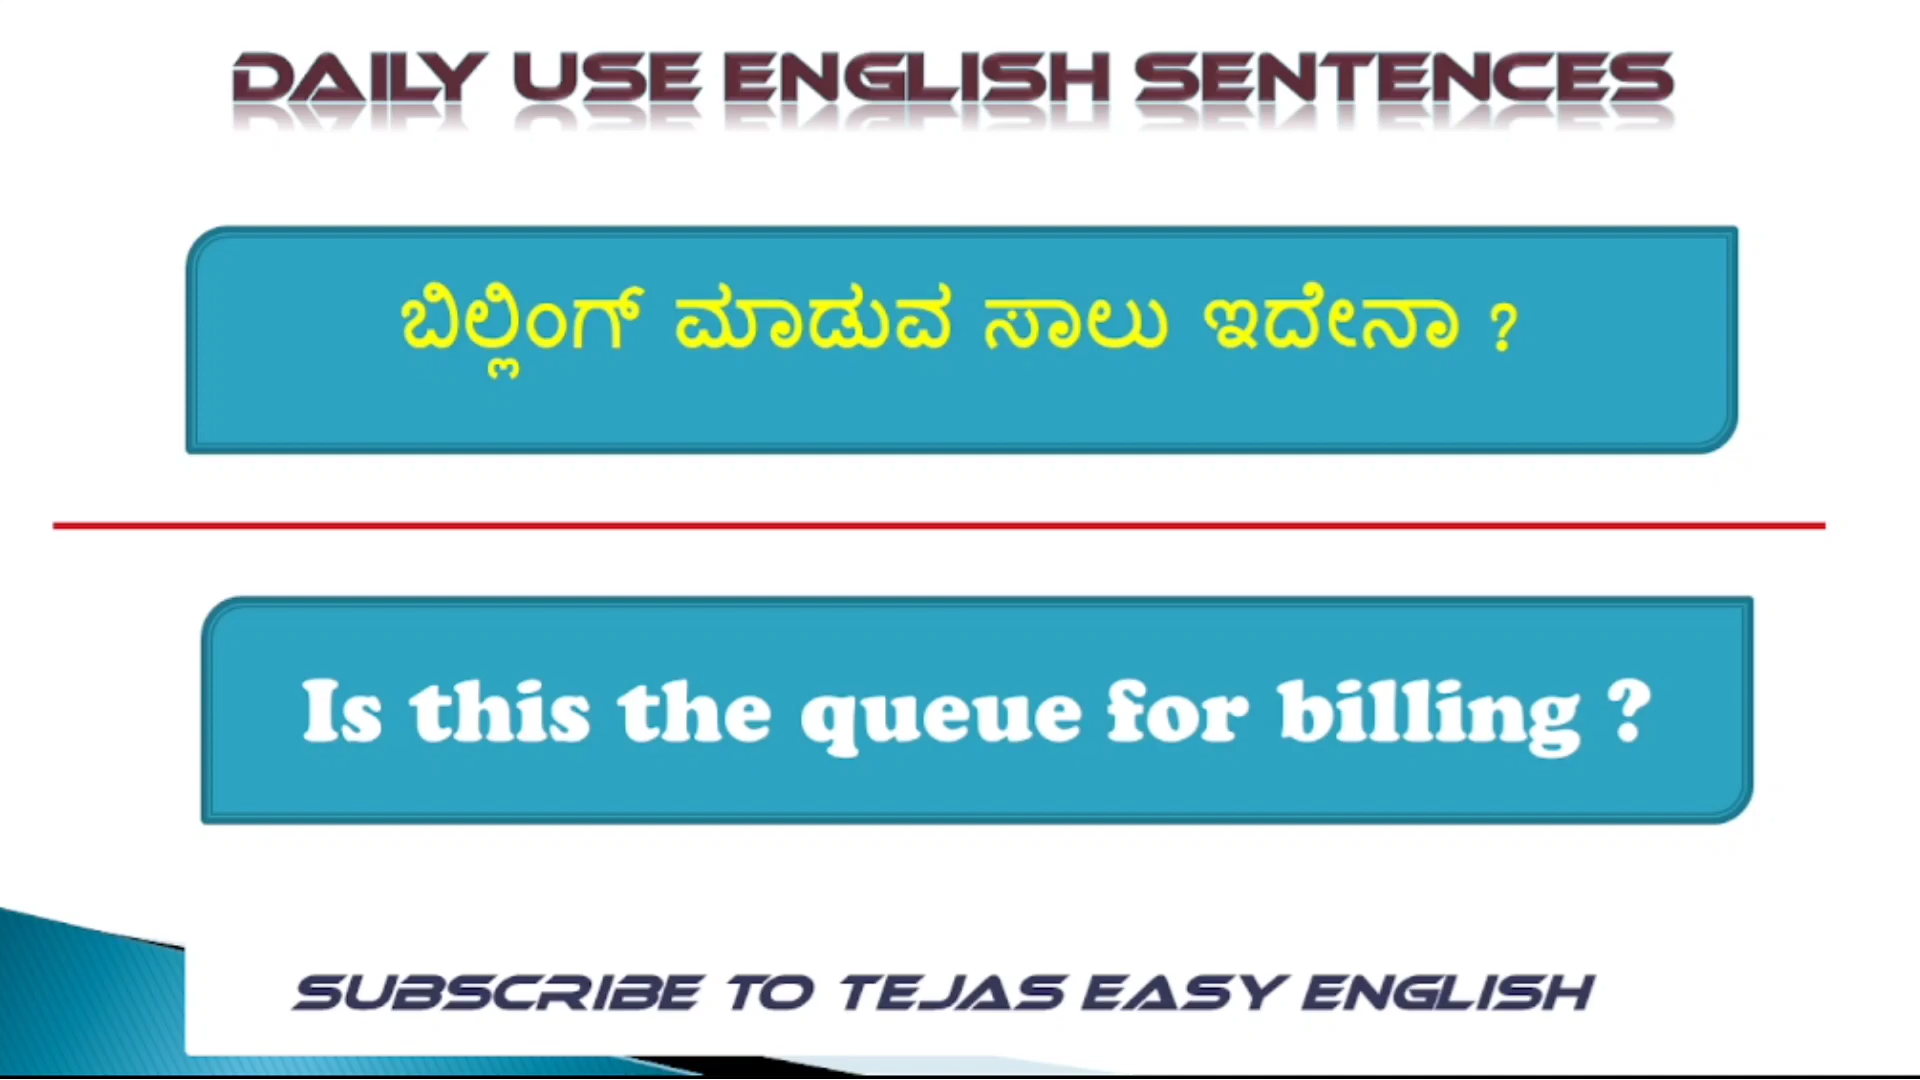 DAILY USE ENGLISH SENTENCES
ಬಿಲ್ಲಿಂಗ್ ಮಾಡುವ ಸಾಲು ಇದೇನಾ ?
Is this the queue for billing ?
SUBSCRIBE TO TEJAS EASY ENGLISH